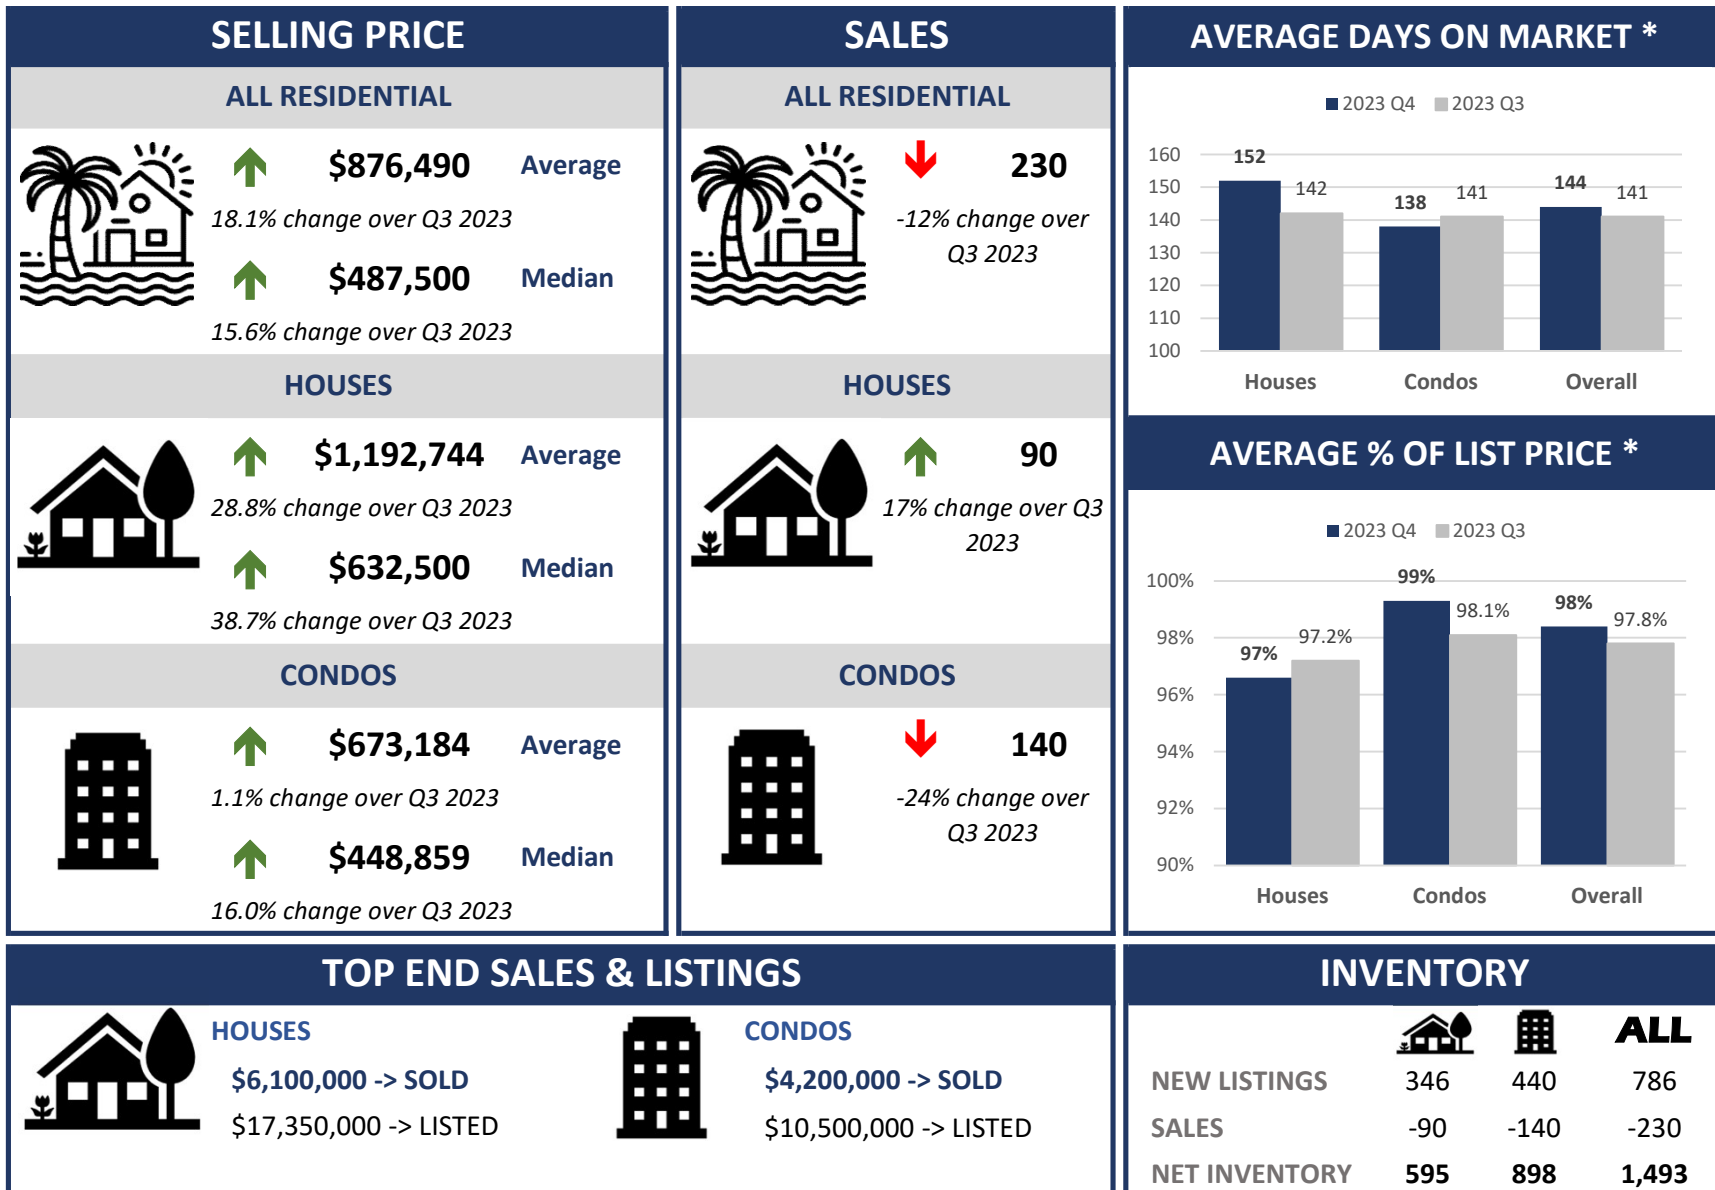 SELLING PRICE
ALL RESIDENTIAL
$876,490 Average
18.1% change over Q3 2023
$487,500 Median
15.6% change over Q3 2023
HOUSES
$1,192,744 Average
28.8% change over Q3 2023
$632,500 Median
38.7% change over Q3 2023
CONDOS
$673,184 Average
1.1% change over Q3 2023
$448,859 Median
16.0% change over Q3 2023
SALES
ALL RESIDENTIAL
230
-12% change over
Q3 2023
HOUSES
90
17% change over Q3
2023
CONDOS
140
-24% change over
Q3 2023
AVERAGE DAYS ON MARKET *
2023 Q4 2023 Q3
160
150
140
130
120
110
100
152
142
138
141
144
141
Houses Condos Overall
AVERAGE % OF LIST PRICE *
2023 Q4 2023 Q3
100%
98%
96%
94%
92%
90%
97%
97.2%
99%
98.1%
98%
97.8%
Houses Condos Overall
TOP END SALES & LISTINGS
HOUSES
$6,100,000 -> SOLD
$17,350,000 -> LISTED
CONDOS
$4,200,000 -> SOLD
$10,500,000 -> LISTED
INVENTORY
ALL
NEW LISTINGS 346 440 786
SALES -90 -140 -230
NET INVENTORY 595 898 1,493